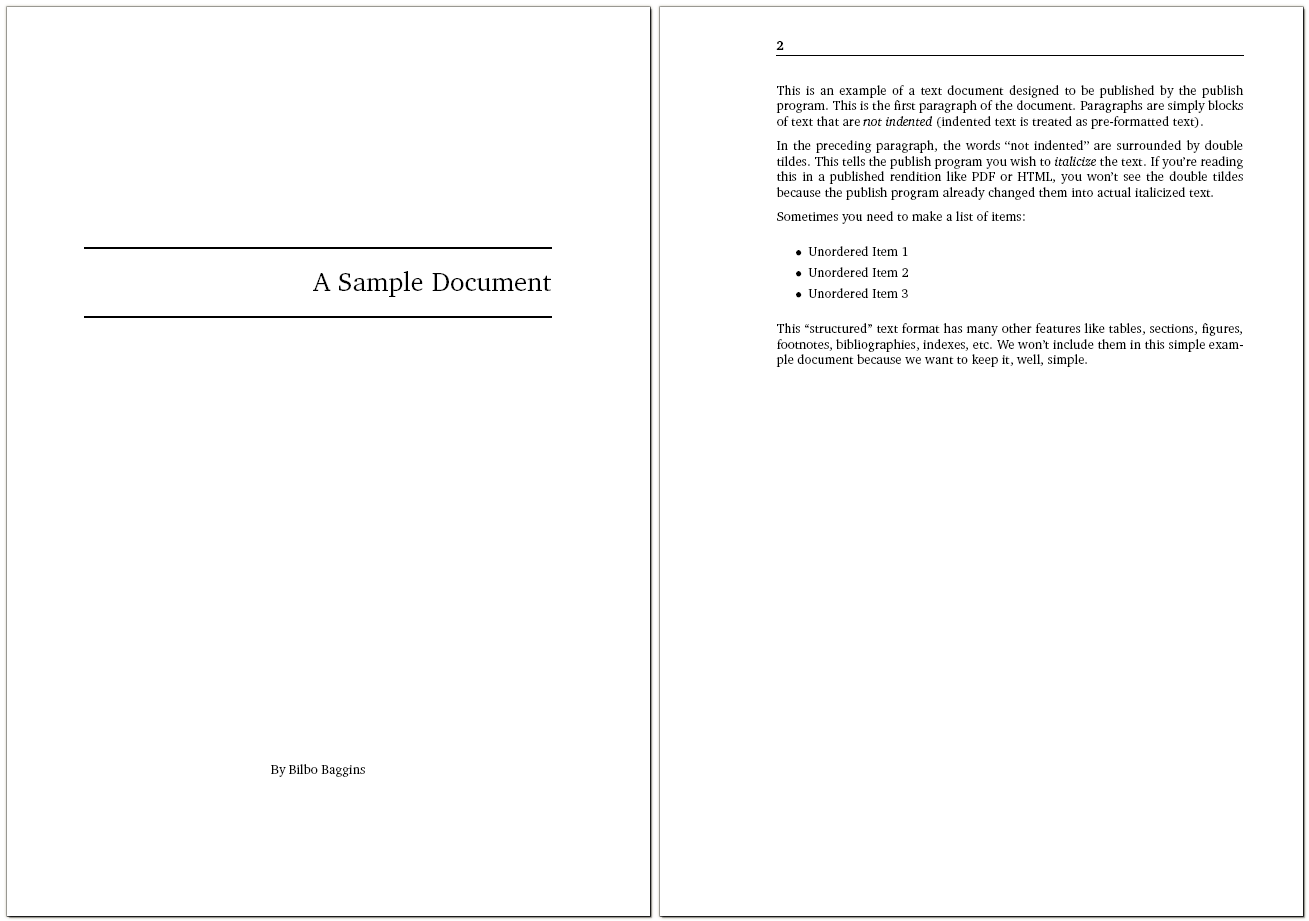 A Sample Document
By Bilbo Baggins
2
This is an example of a text document designed to be published by the publish
program. This is the first paragraph of the document. Paragraphs are simply blocks
of text that are not indented (indented text is treated as pre-formatted text).
In the preceding paragraph, the words “not indented” are surrounded by double
tildes. This tells the publish program you wish to italicize the text. If you’re reading
this in a published rendition like PDF or HTML, you won’t see the double tildes
because the publish program already changed them into actual italicized text.
Sometimes you need to make a list of items:
• Unordered Item 1
• Unordered Item 2
• Unordered Item 3
This “structured” text format has many other features like tables, sections, figures,
footnotes, bibliographies, indexes, etc. We won’t include them in this simple exam-
ple document because we want to keep it, well, simple.